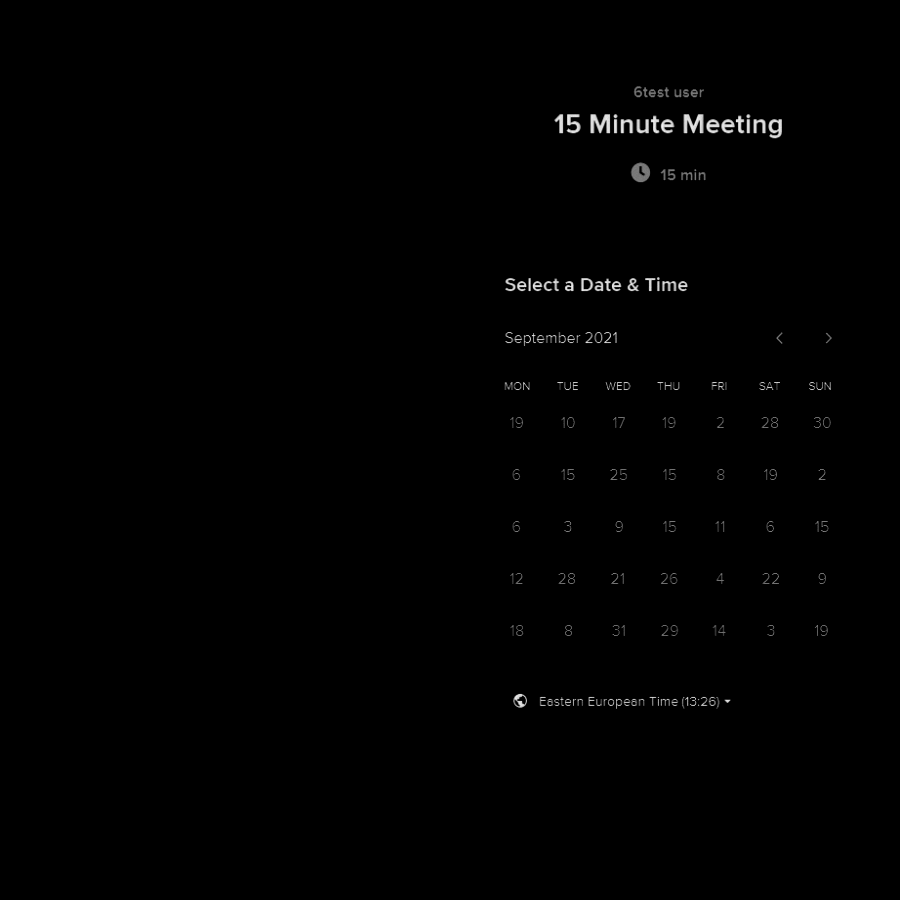 6test user
15 Minute Meeting
15 min
Select a Date & Time
September 2021
MON TUE WED THU FRI SAT SUN
19 10 17 19 2 28 30
6 15 25 15 8 19 2
6 3 9 15 11 6 15
12 28 21 26 4 22 9
18 8 31 29 14 3 19
Eastern European Time (13:26)